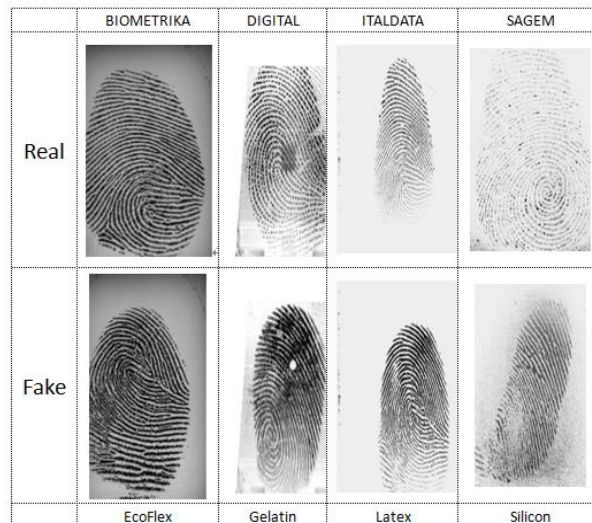 BIOMETRIKA DIGITAL ITALDATA SAGEM
Real
Fake
EcoFlex Gelatin Latex Silicon